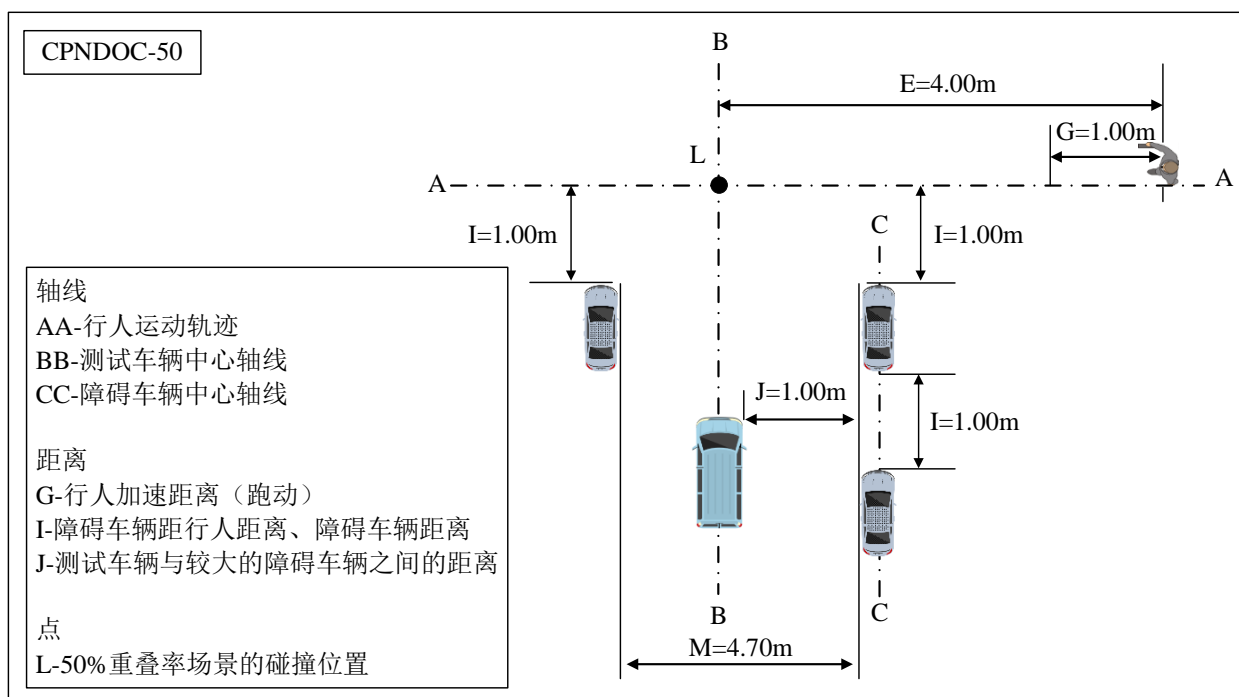 CPNDOC-50
B
E=4.00m
G=1.00m
L
A
A
I=1.00m
I=1.00m
C
轴线
AA-行人运动轨迹
BB-测试车辆中心轴线
CC-障碍车辆中心轴线
J=1.00m
I=1.00m
距离
G-行人加速距离（跑动）
I-障碍车辆距行人距离、障碍车辆距离
J-测试车辆与较大的障碍车辆之间的距离
点
L-50%重叠率场景的碰撞位置
B
C
M=4.70m